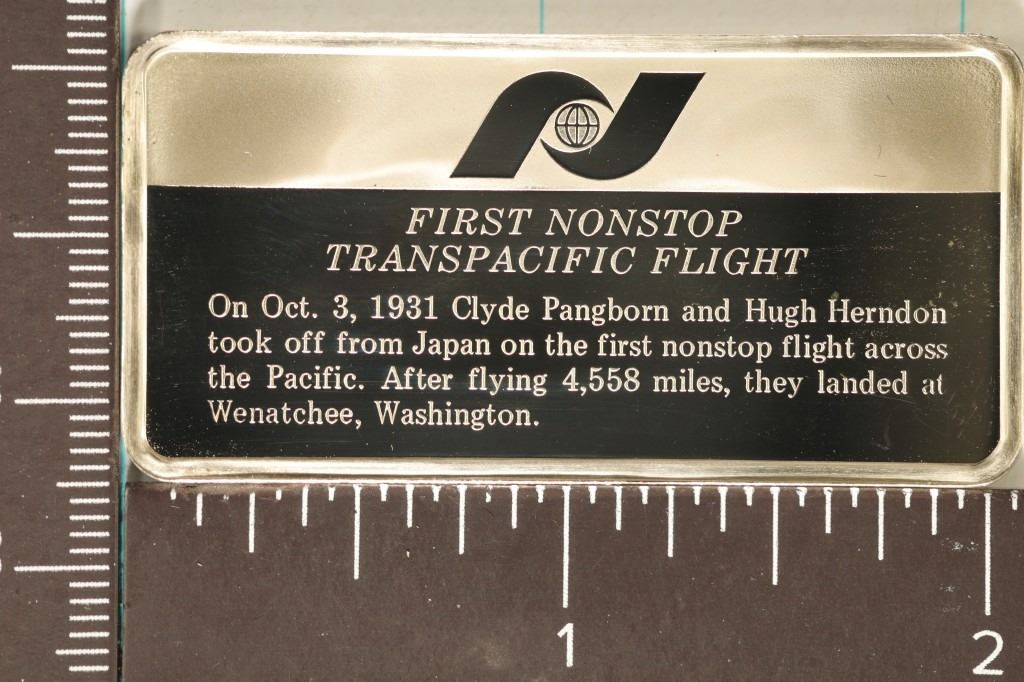 FIRST NONSTOP
TRANSPACIFIC FLIGHT
On Oct. 3, 1931 Clyde Pangborn and Hugh Herndon
took off from Japan on the first nonstop flight across
the Pacific. After flying 4,558 miles, they landed at
Wenatchee, Washington.
1
2